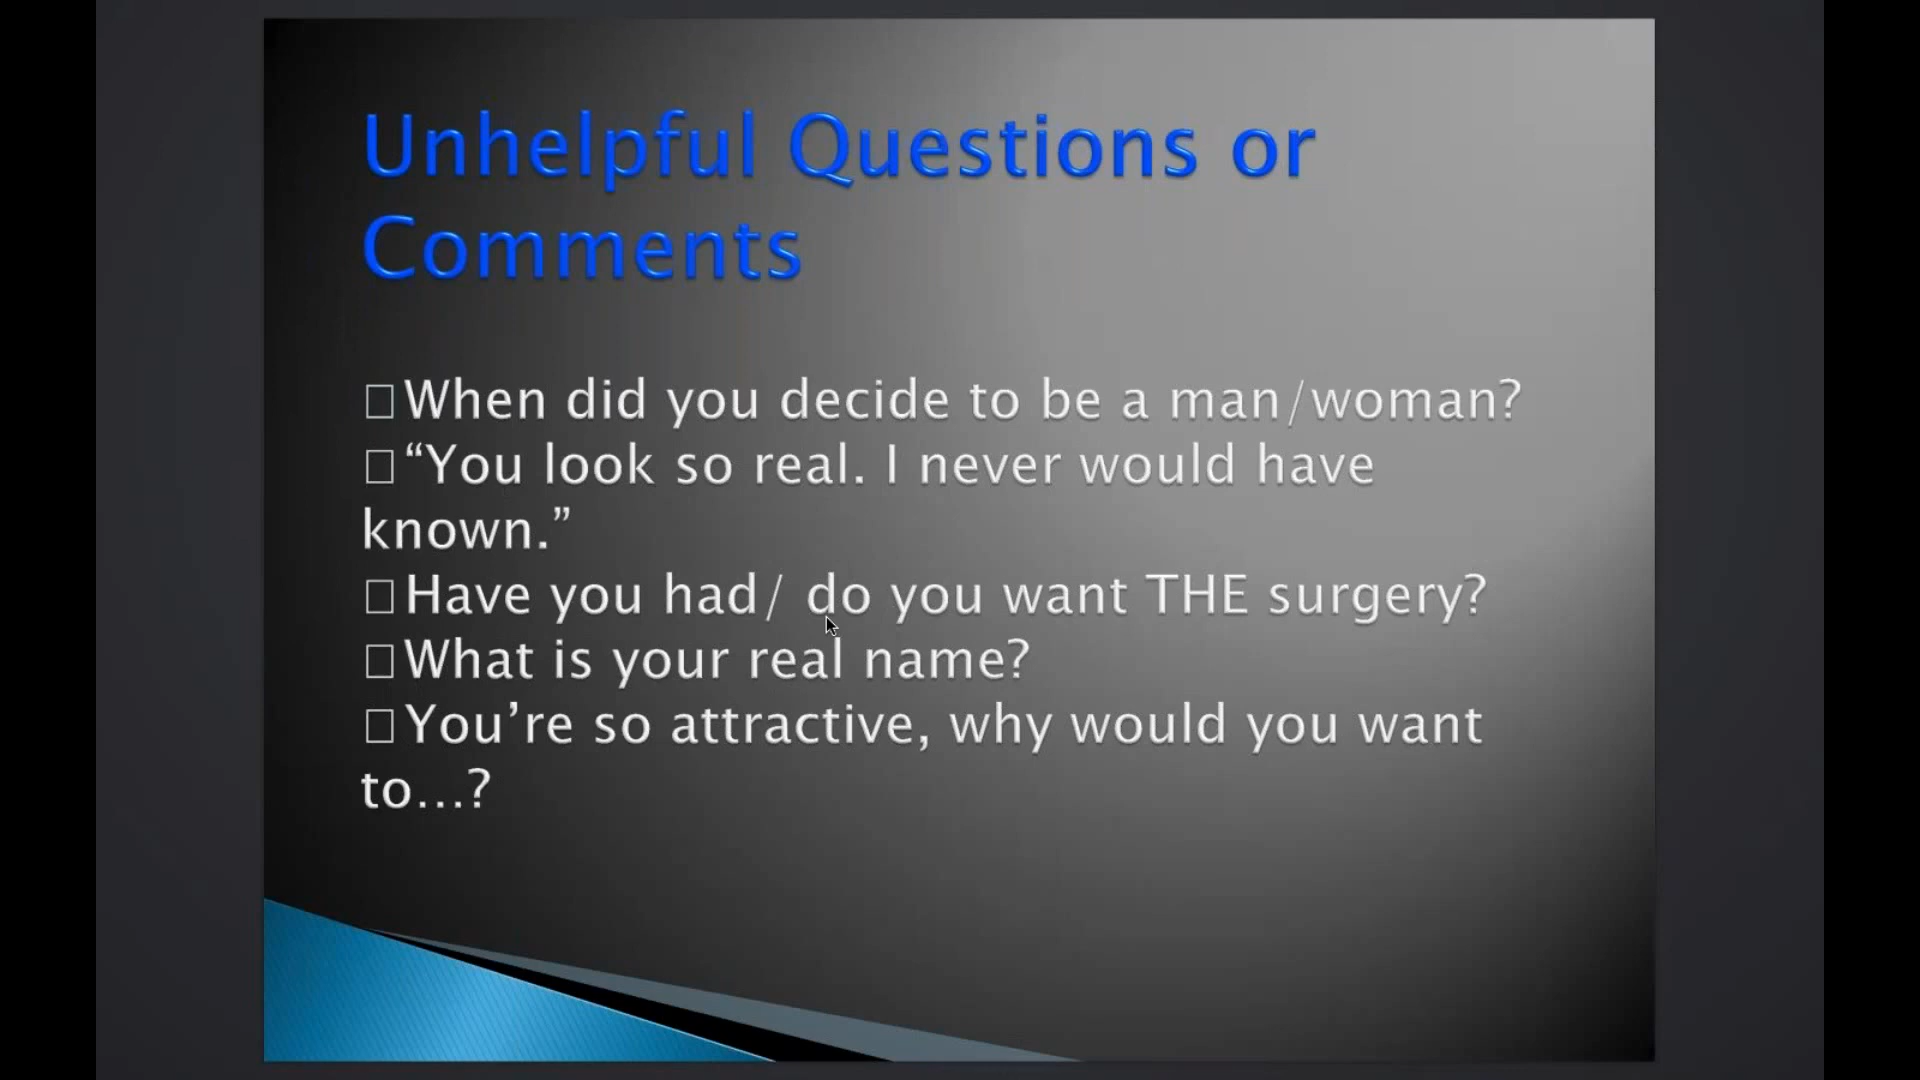 Unhelpful Questions or
Comments
□When did you decide to be a man/woman?
□“You look so real. I never would have
known.”
□Have you had/ do you want THE surgery?
□What is your real name?
□You’re so attractive, why would you want
to…?